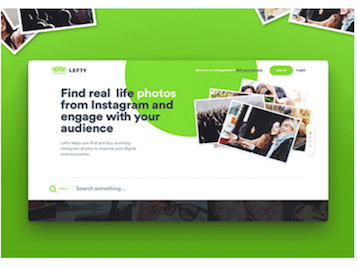 LEFTY
Are you an Instagrammer? Sell your photos
Sign up
Login
Find real life photos
from Instagram and
engage with your
audience
Lefty helps you find and buy stunning
Instagram photos to improve your digital
communication.
Search something...